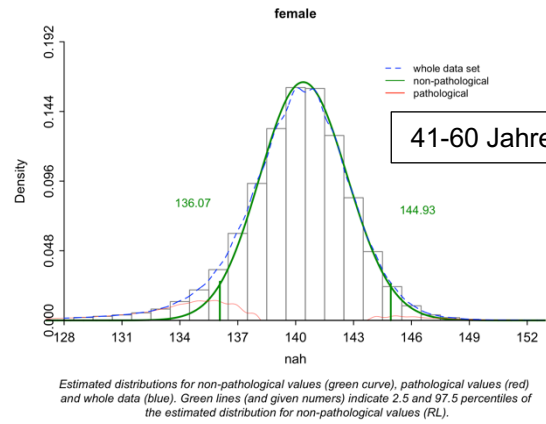 female
0.192
0.144
0.096
0.048
0.000
Density
whole data set
non-pathological
pathological
41-60 Jahre
136.07
144.93
128 131 134 137 140 143 146 149 152
nah
Estimated distributions for non-pathological values (green curve), pathological values (red)
and whole data (blue). Green lines (and given numers) indicate 2.5 and 97.5 percentiles of
the estimated distribution for non-pathological values (RL).